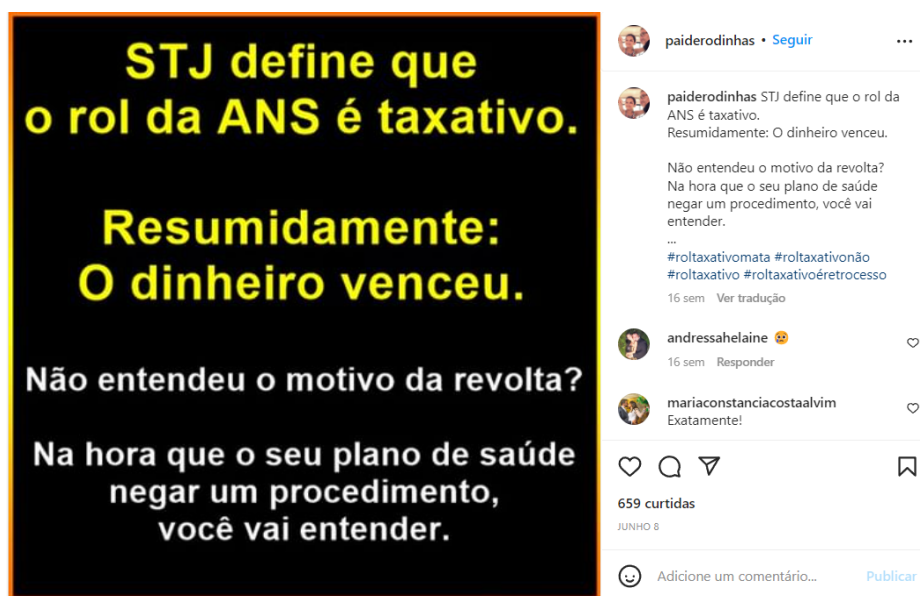 STJ define que
o rol da ANS é taxativo.
Resumidamente:
O dinheiro venceu.
Não entendeu o motivo da revolta?
Na hora que o seu plano de saúde
negar um procedimento,
você vai entender.
paiderodinhas • Seguir
paiderodinhas STJ define que o rol da
ANS é taxativo.
Resumidamente: O dinheiro venceu.
Não entendeu o motivo da revolta?
Na hora que o seu plano de saúde
negar um procedimento, você vai
entender.
...
#roltaxativomata #roltaxativonão
#roltaxativo #roltaxativoéretrocesso
16 sem Ver tradução
andressahelaine 😢
16 sem Responder
mariaconstanciacostaalvim
Exatamente!
659 curtidas
JUNHO 8
Adicione um comentário... Publicar